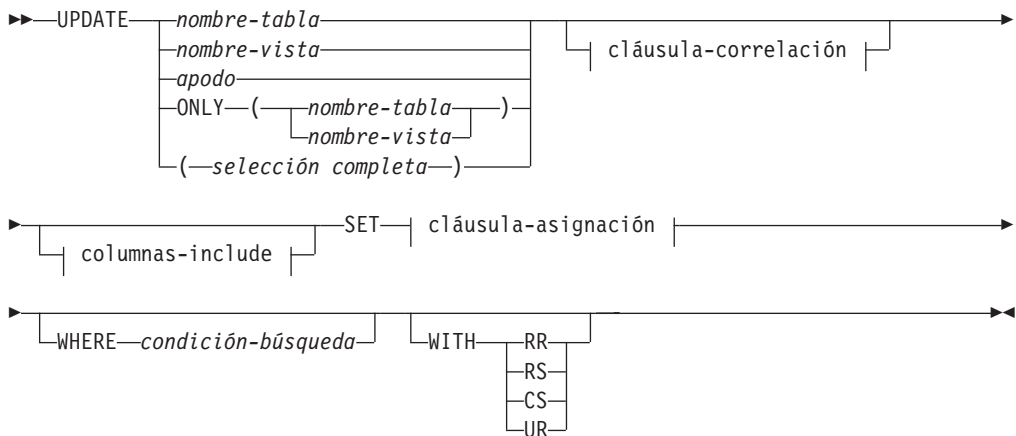 UPDATE nombre-tabla cláusula-correlación
nombre-vista
apodo
ONLY ( nombre-tabla )
nombre-vista
( selección completa )
SET cláusula-asignación
columnas-include
WHERE condición-búsqueda WITH RR
RS
CS
UR